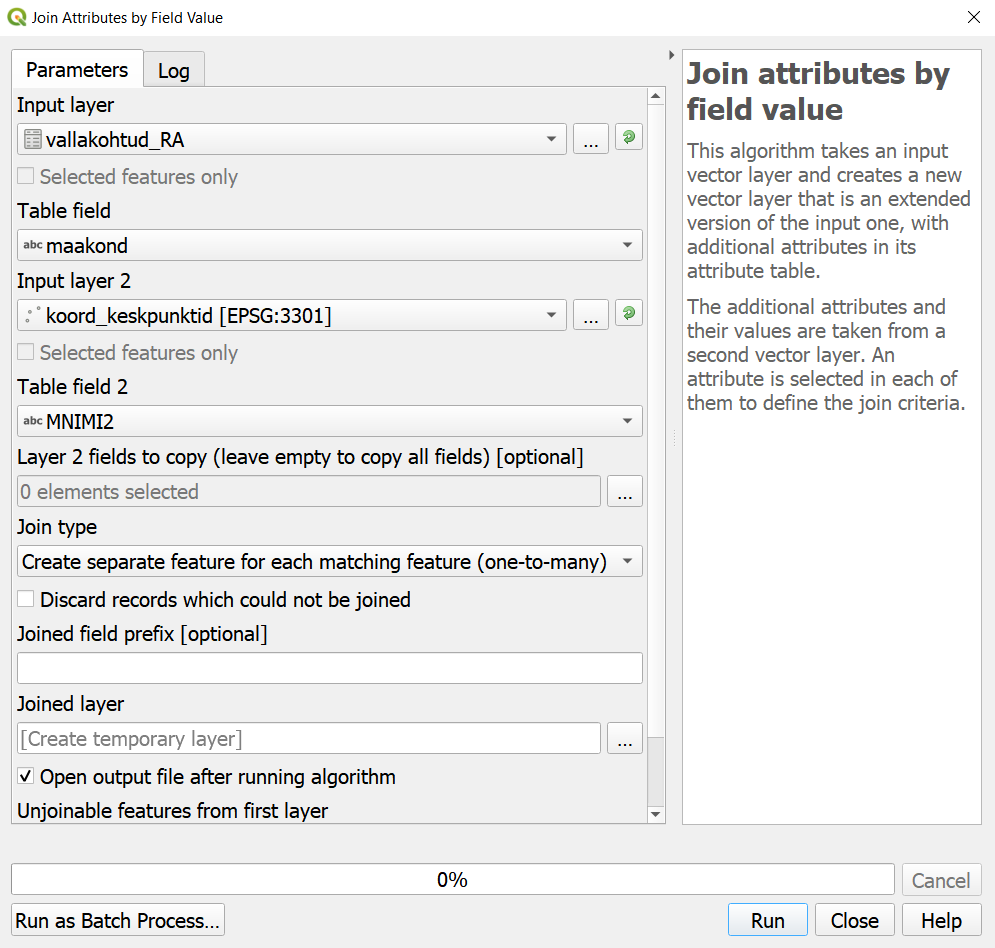 Join Attributes by Field Value
Parameters
Log
Input layer
vallakohtud_RA
...
Selected features only
Table field
abc maakond
Input layer 2
koord_keskpunktid [EPSG:3301]
...
Selected features only
Table field 2
abc MNIMI2
Layer 2 fields to copy (leave empty to copy all fields) [optional]
0 elements selected
...
Join type
Create separate feature for each matching feature (one-to-many)
Discard records which could not be joined
Joined field prefix [optional]
Joined layer
[Create temporary layer]
...
Open output file after running algorithm
Unjoinable features from first layer
Join attributes by
field value
This algorithm takes an input
vector layer and creates a new
vector layer that is an extended
version of the input one, with
additional attributes in its
attribute table.
The additional attributes and
their values are taken from a
second vector layer. An
attribute is selected in each of
them to define the join criteria.
0%
Cancel
Run as Batch Process...
Run
Close
Help